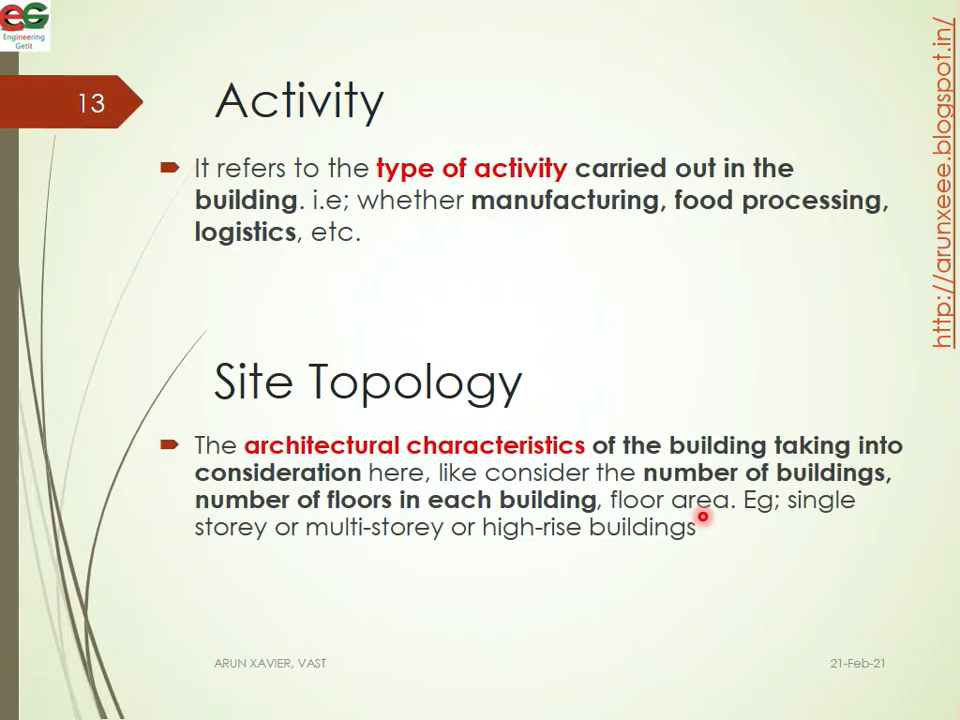 EG
Engineering
Getit
13
Activity
It refers to the type of activity carried out in the
building. i.e; whether manufacturing, food processing,
logistics, etc.
Site Topology
The architectural characteristics of the building taking into
consideration here, like consider the number of buildings,
number of floors in each building, floor area. Eg; single
storey or multi-storey or high-rise buildings
ARUN XAVIER, VAST
21-Feb-21
http://arunxeee.blogspot.in/